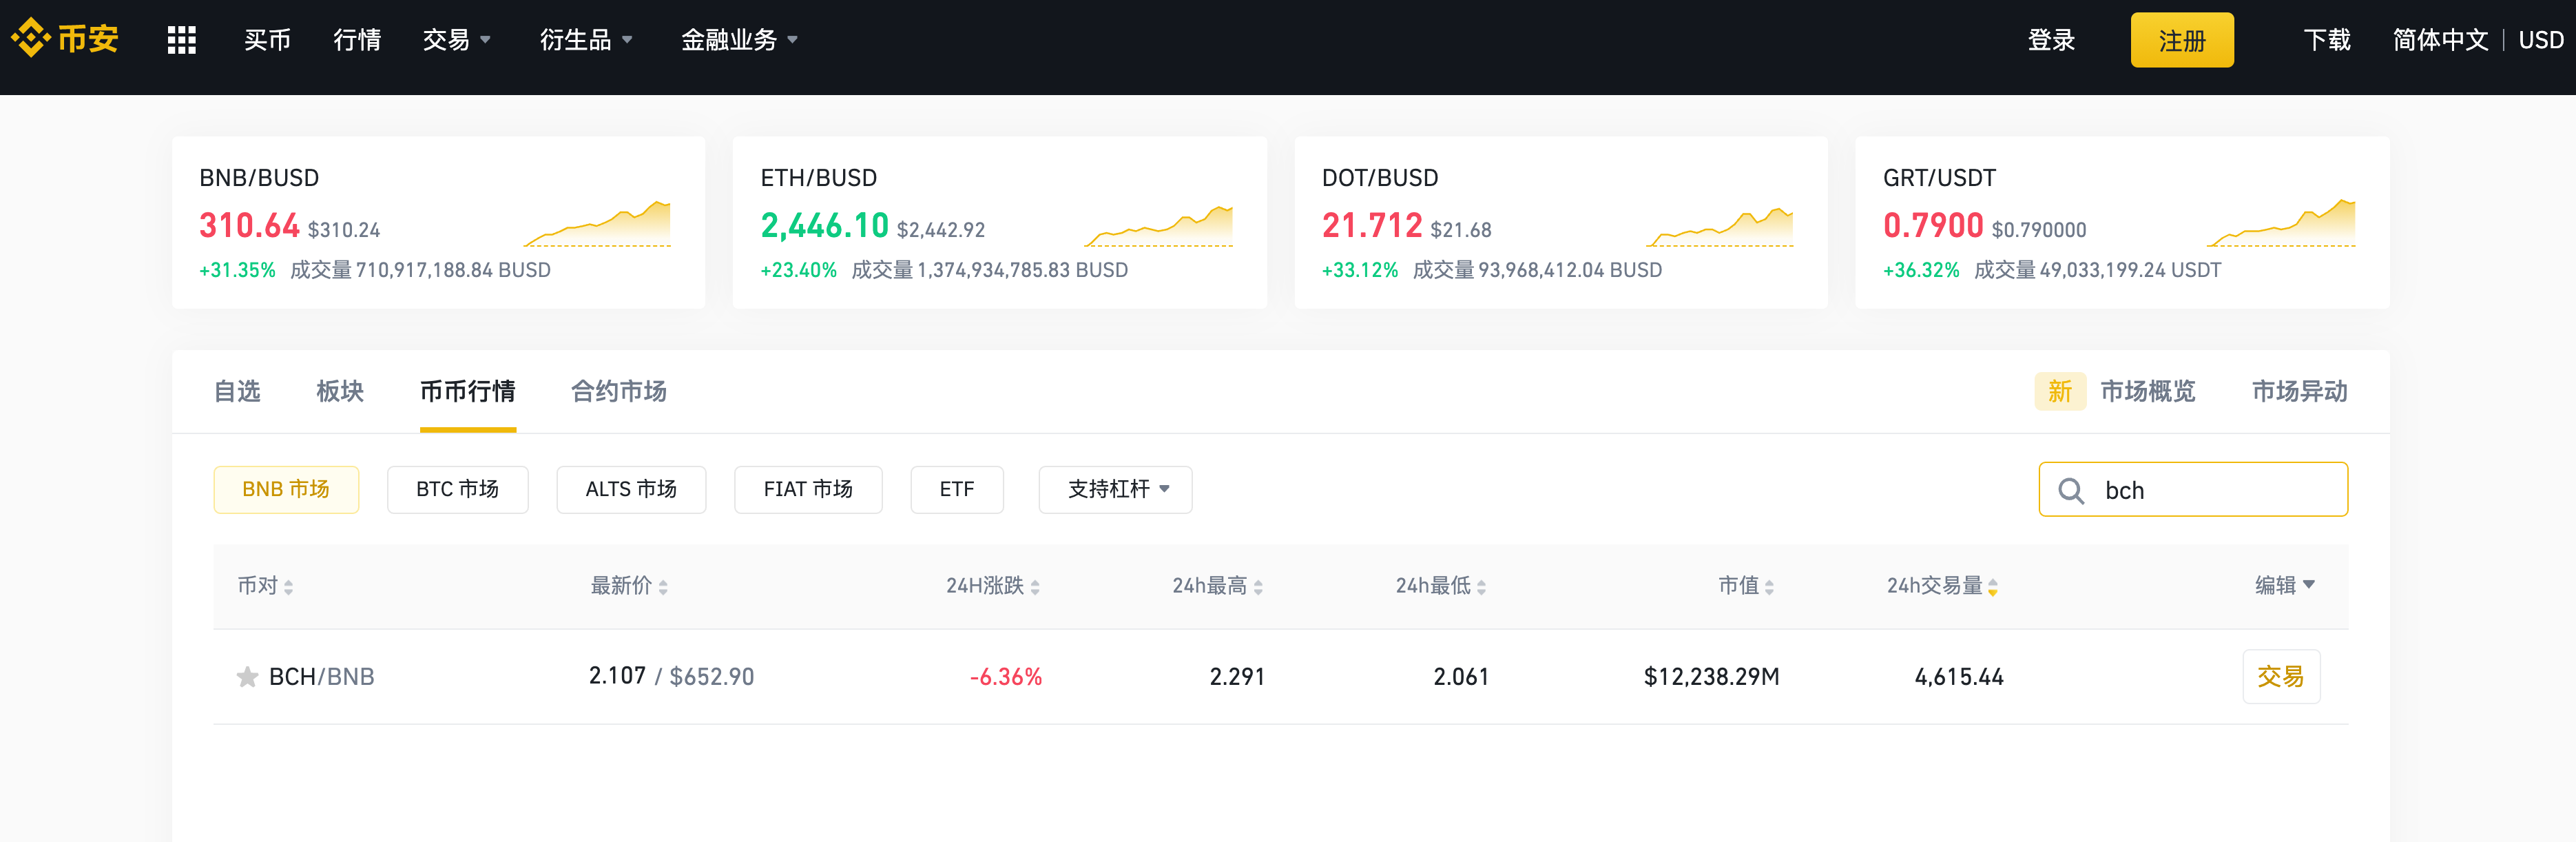 币安 买币 行情 交易 衍生品 金融业务 登录 注册 下载 简体中文 | USD
BNB/BUSD
310.64 $310.24
+31.35% 成交量 710,917,188.84 BUSD
ETH/BUSD
2,446.10 $2,442.92
+23.40% 成交量 1,374,934,785.83 BUSD
DOT/BUSD
21.712 $21.68
+33.12% 成交量 93,968,412.04 BUSD
GRT/USDT
0.7900 $0.790000
+36.32% 成交量 49,033,199.24 USDT
自选 板块 币币行情 合约市场 新 市场概览 市场异动
BNB 市场 BTC 市场 ALTS 市场 FIAT 市场 ETF 支持杠杆 bch
币对 最新价 24H涨跌 24h最高 24h最低 市值 24h交易量 编辑
BCH/BNB 2.107 / $652.90 -6.36% 2.291 2.061 $12,238.29M 4,615.44 交易